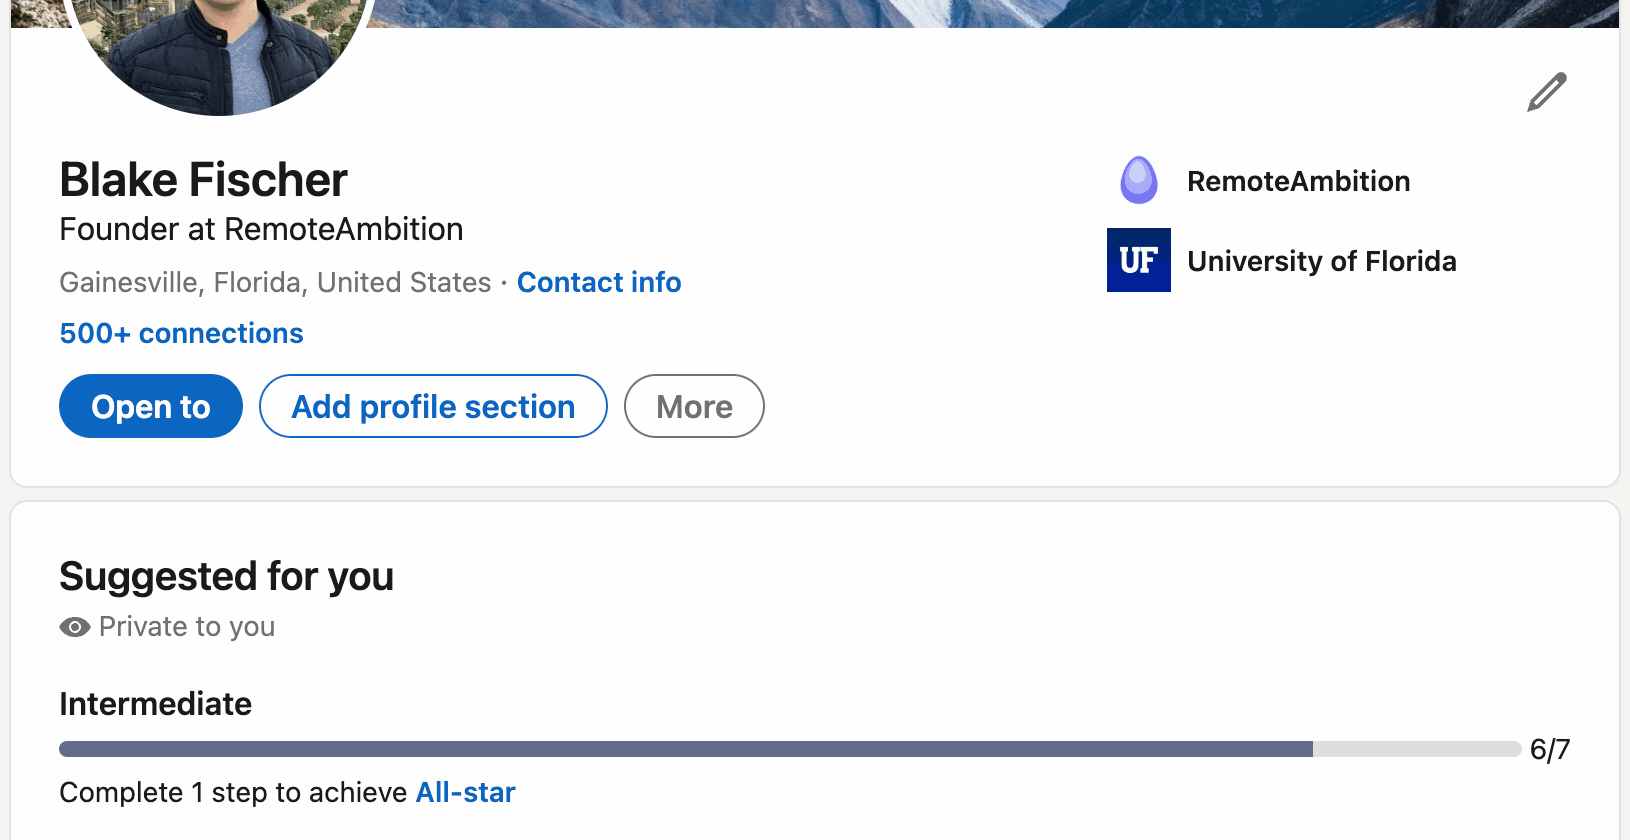 Blake Fischer
Founder at RemoteAmbition
Gainesville, Florida, United States · Contact info
500+ connections
Open to
Add profile section
More
RemoteAmbition
UF
University of Florida
Suggested for you
Private to you
Intermediate
6/7
Complete 1 step to achieve All-star